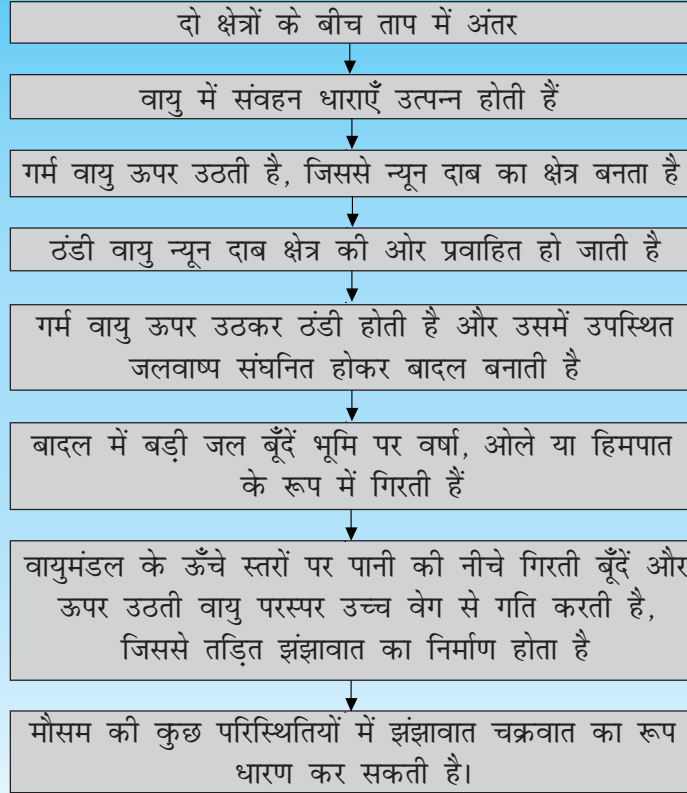 दो क्षेत्रों के बीच ताप में अंतर
वायु में संवहन धाराएँ उत्पन्न होती हैं
गर्म वायु ऊपर उठती है, जिससे न्यून दाब का क्षेत्र बनता है
ठंडी वायु न्यून दाब क्षेत्र की ओर प्रवाहित हो जाती है
गर्म वायु ऊपर उठकर ठंडी होती है और उसमें उपस्थित
जलवाष्प संघनित होकर बादल बनाती है
बादल में बड़ी जल बूँदें भूमि पर वर्षा, ओले या हिमपात
के रूप में गिरती हैं
वायुमंडल के ऊँचे स्तरों पर पानी की नीचे गिरती बूँदें और
ऊपर उठती वायु परस्पर उच्च वेग से गति करती है,
जिससे तड़ित झंझावात का निर्माण होता है
मौसम की कुछ परिस्थितियों में झंझावात चक्रवात का रूप
धारण कर सकती है।